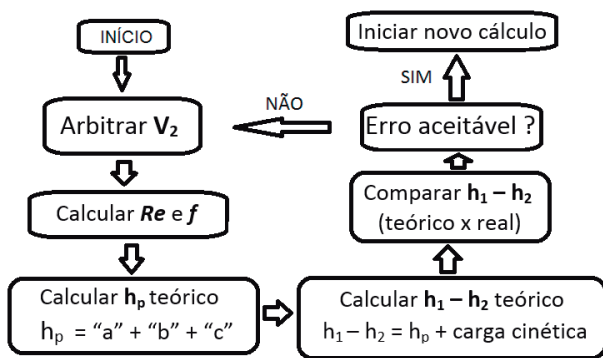 INÍCIO
Arbitrar V₂
Calcular Re e f
Calcular hₚ teórico
hₚ = “a” + “b” + “c”
Calcular h₁ – h₂ teórico
h₁ – h₂ = hₚ + carga cinética
Comparar h₁ – h₂
(teórico x real)
Erro aceitável ?
NÃO
SIM
Iniciar novo cálculo